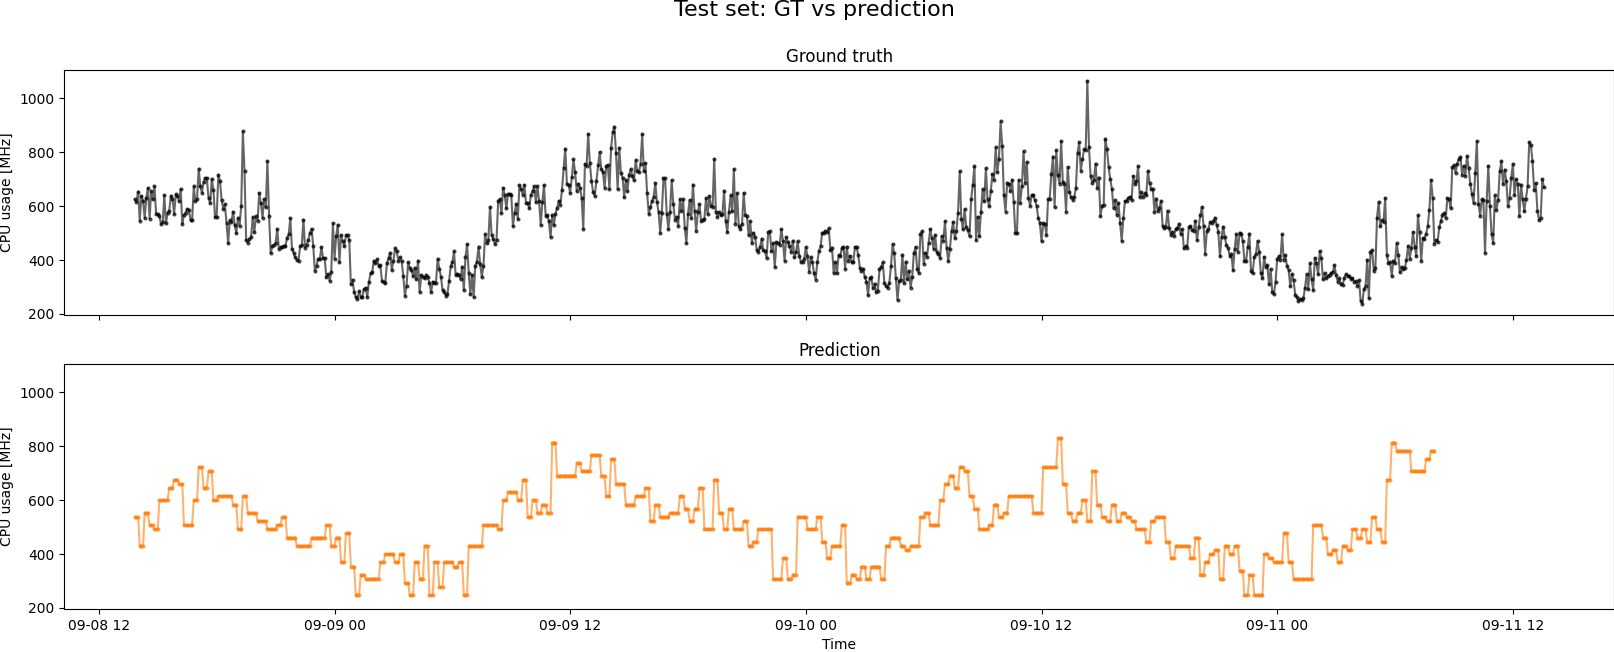 Test set: GT vs prediction
Ground truth
CPU usage [MHz]
1000
800
600
400
200
Prediction
CPU usage [MHz]
1000
800
600
400
200
09-08 12 09-09 00 09-09 12 09-10 00 09-10 12 09-11 00 09-11 12
Time